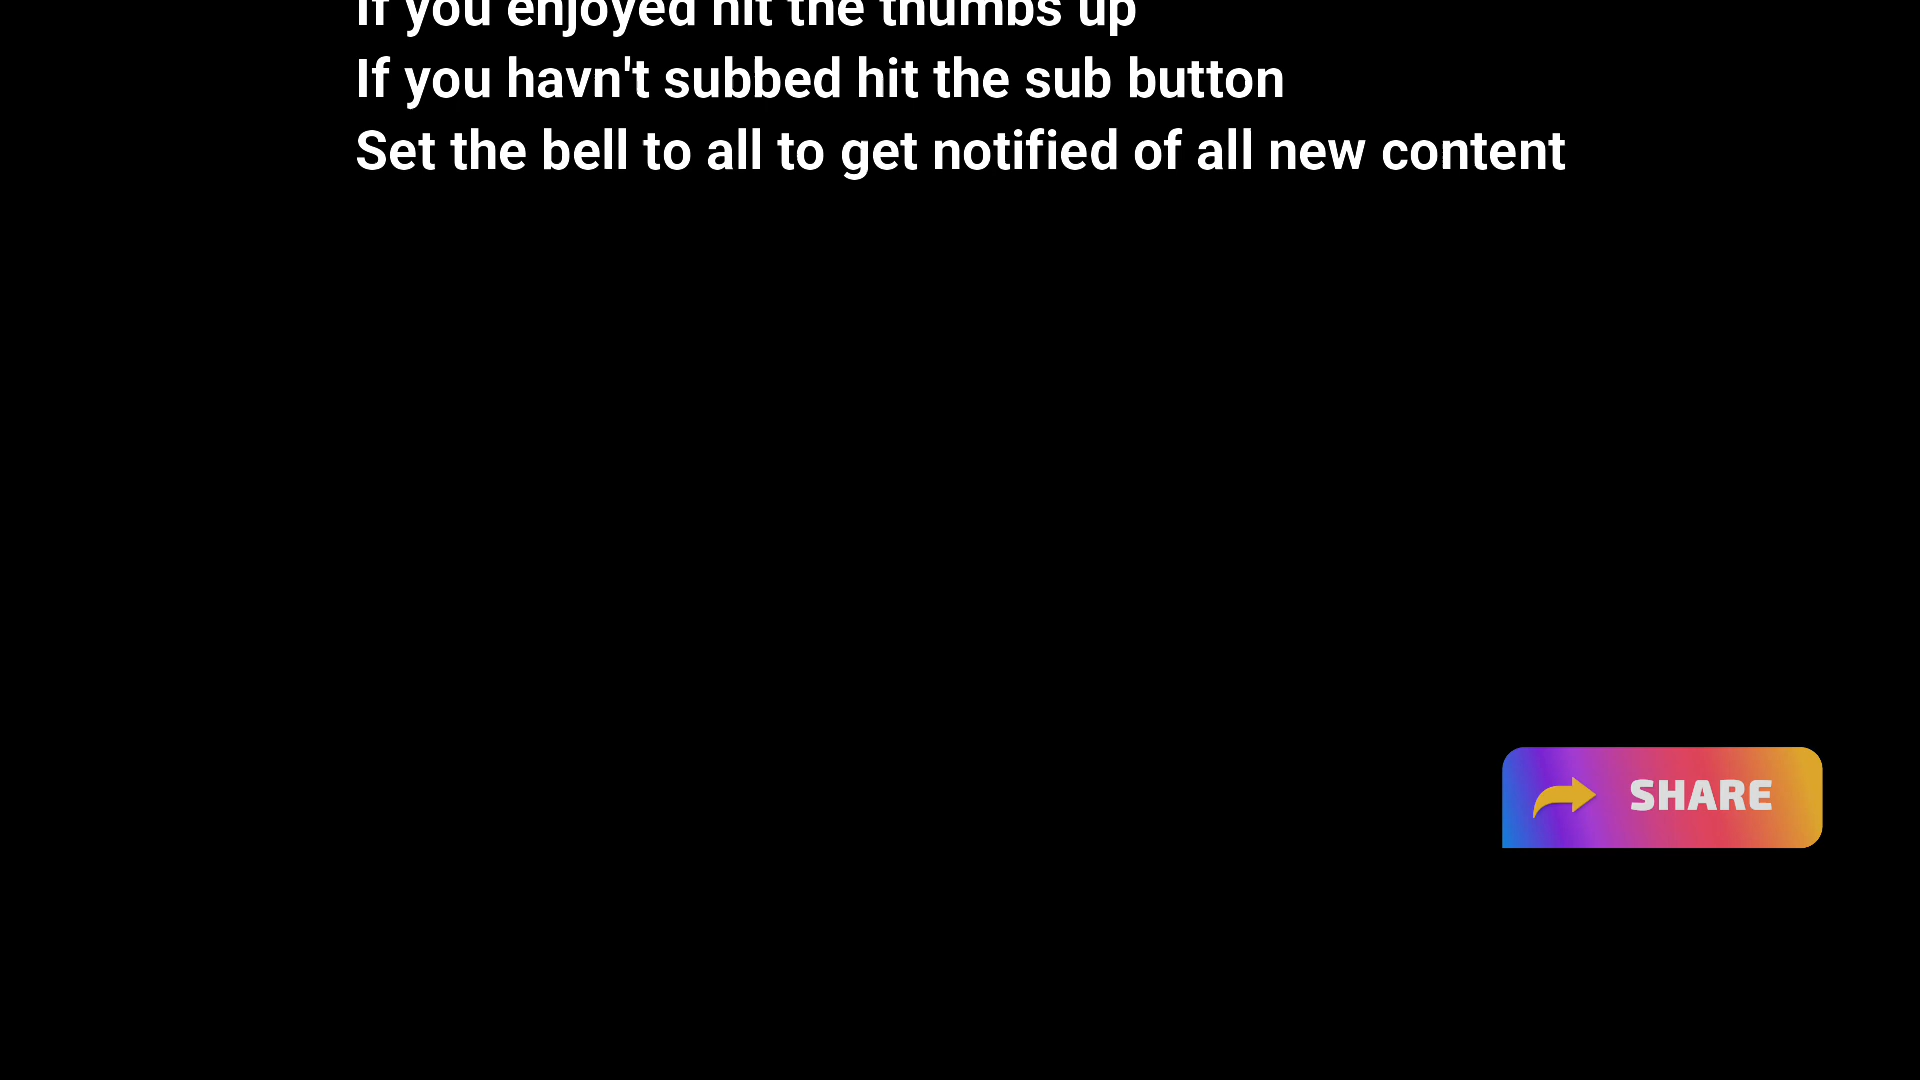 If you enjoyed hit the thumbs up
If you havn't subbed hit the sub button
Set the bell to all to get notified of all new content
SHARE